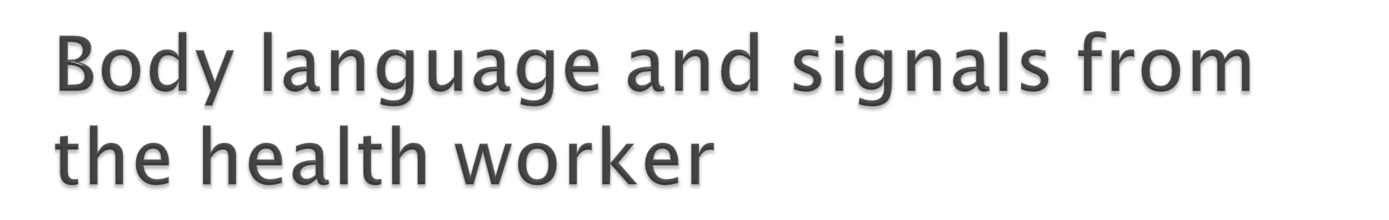 Body language and signals from
the health worker